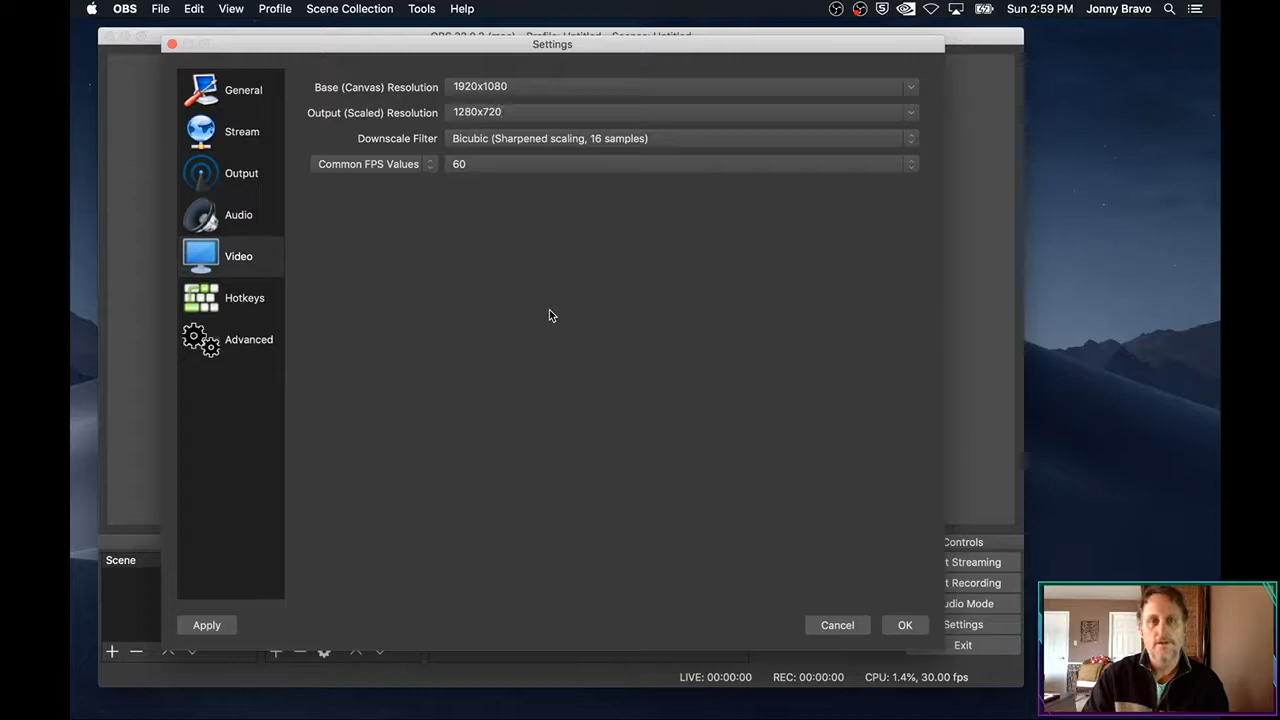 OBS File Edit View Profile Scene Collection Tools Help Sun 2:59 PM Jonny Bravo
Settings
General
Stream
Output
Audio
Video
Hotkeys
Advanced
Base (Canvas) Resolution 1920x1080
Output (Scaled) Resolution 1280x720
Downscale Filter Bicubic (Sharpened scaling, 16 samples)
Common FPS Values 60
Apply Cancel OK
Scene
Controls
t Streaming
t Recording
udio Mode
Settings
Exit
LIVE: 00:00:00 REC: 00:00:00 CPU: 1.4%, 30.00 fps